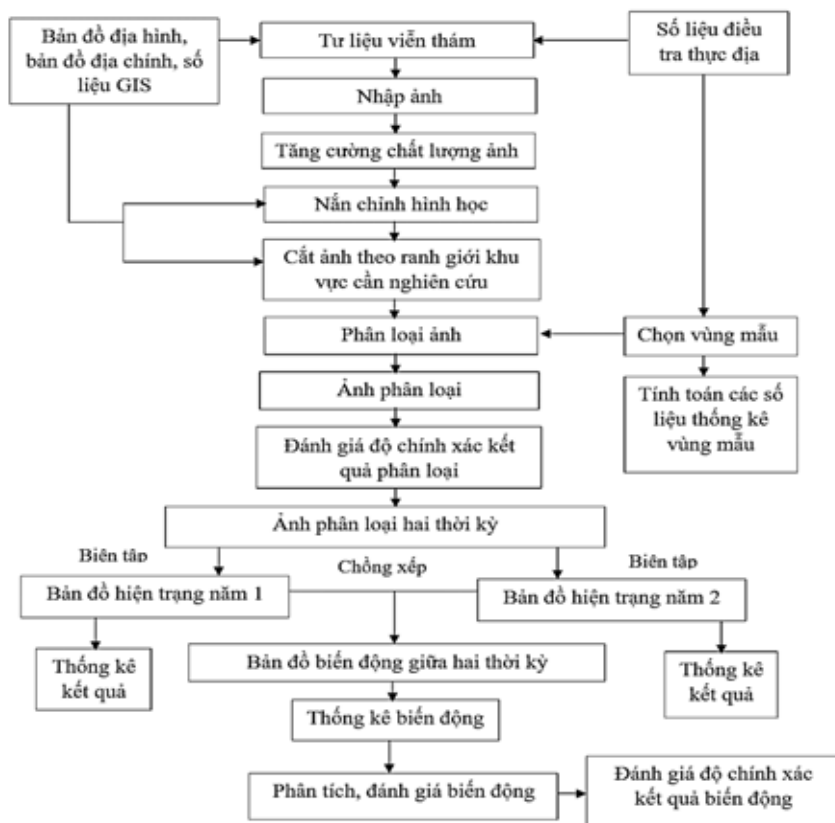 Bản đồ địa hình,
bản đồ địa chính, số
liệu GIS
Tư liệu viễn thám
Số liệu điều
tra thực địa
Nhập ảnh
Tăng cường chất lượng ảnh
Nắn chỉnh hình học
Cắt ảnh theo ranh giới khu
vực cần nghiên cứu
Phân loại ảnh
Chọn vùng mẫu
Ảnh phân loại
Tính toán các số
liệu thống kê
vùng mẫu
Đánh giá độ chính xác kết
quả phân loại
Ảnh phân loại hai thời kỳ
Biên tập
Chồng xếp
Biên tập
Bản đồ hiện trạng năm 1
Bản đồ hiện trạng năm 2
Thống kê
kết quả
Bản đồ biến động giữa hai thời kỳ
Thống kê
kết quả
Thống kê biến động
Phân tích, đánh giá biến động
Đánh giá độ chính xác
kết quả biến động